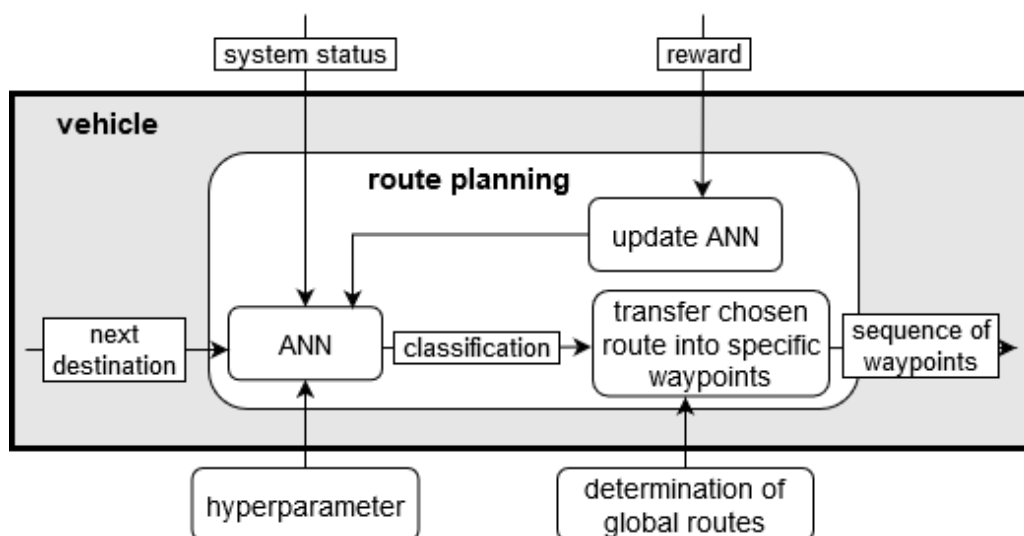 system status
reward
vehicle
route planning
update ANN
next
destination
ANN
classification
transfer chosen
route into specific
waypoints
sequence of
waypoints
hyperparameter
determination of
global routes